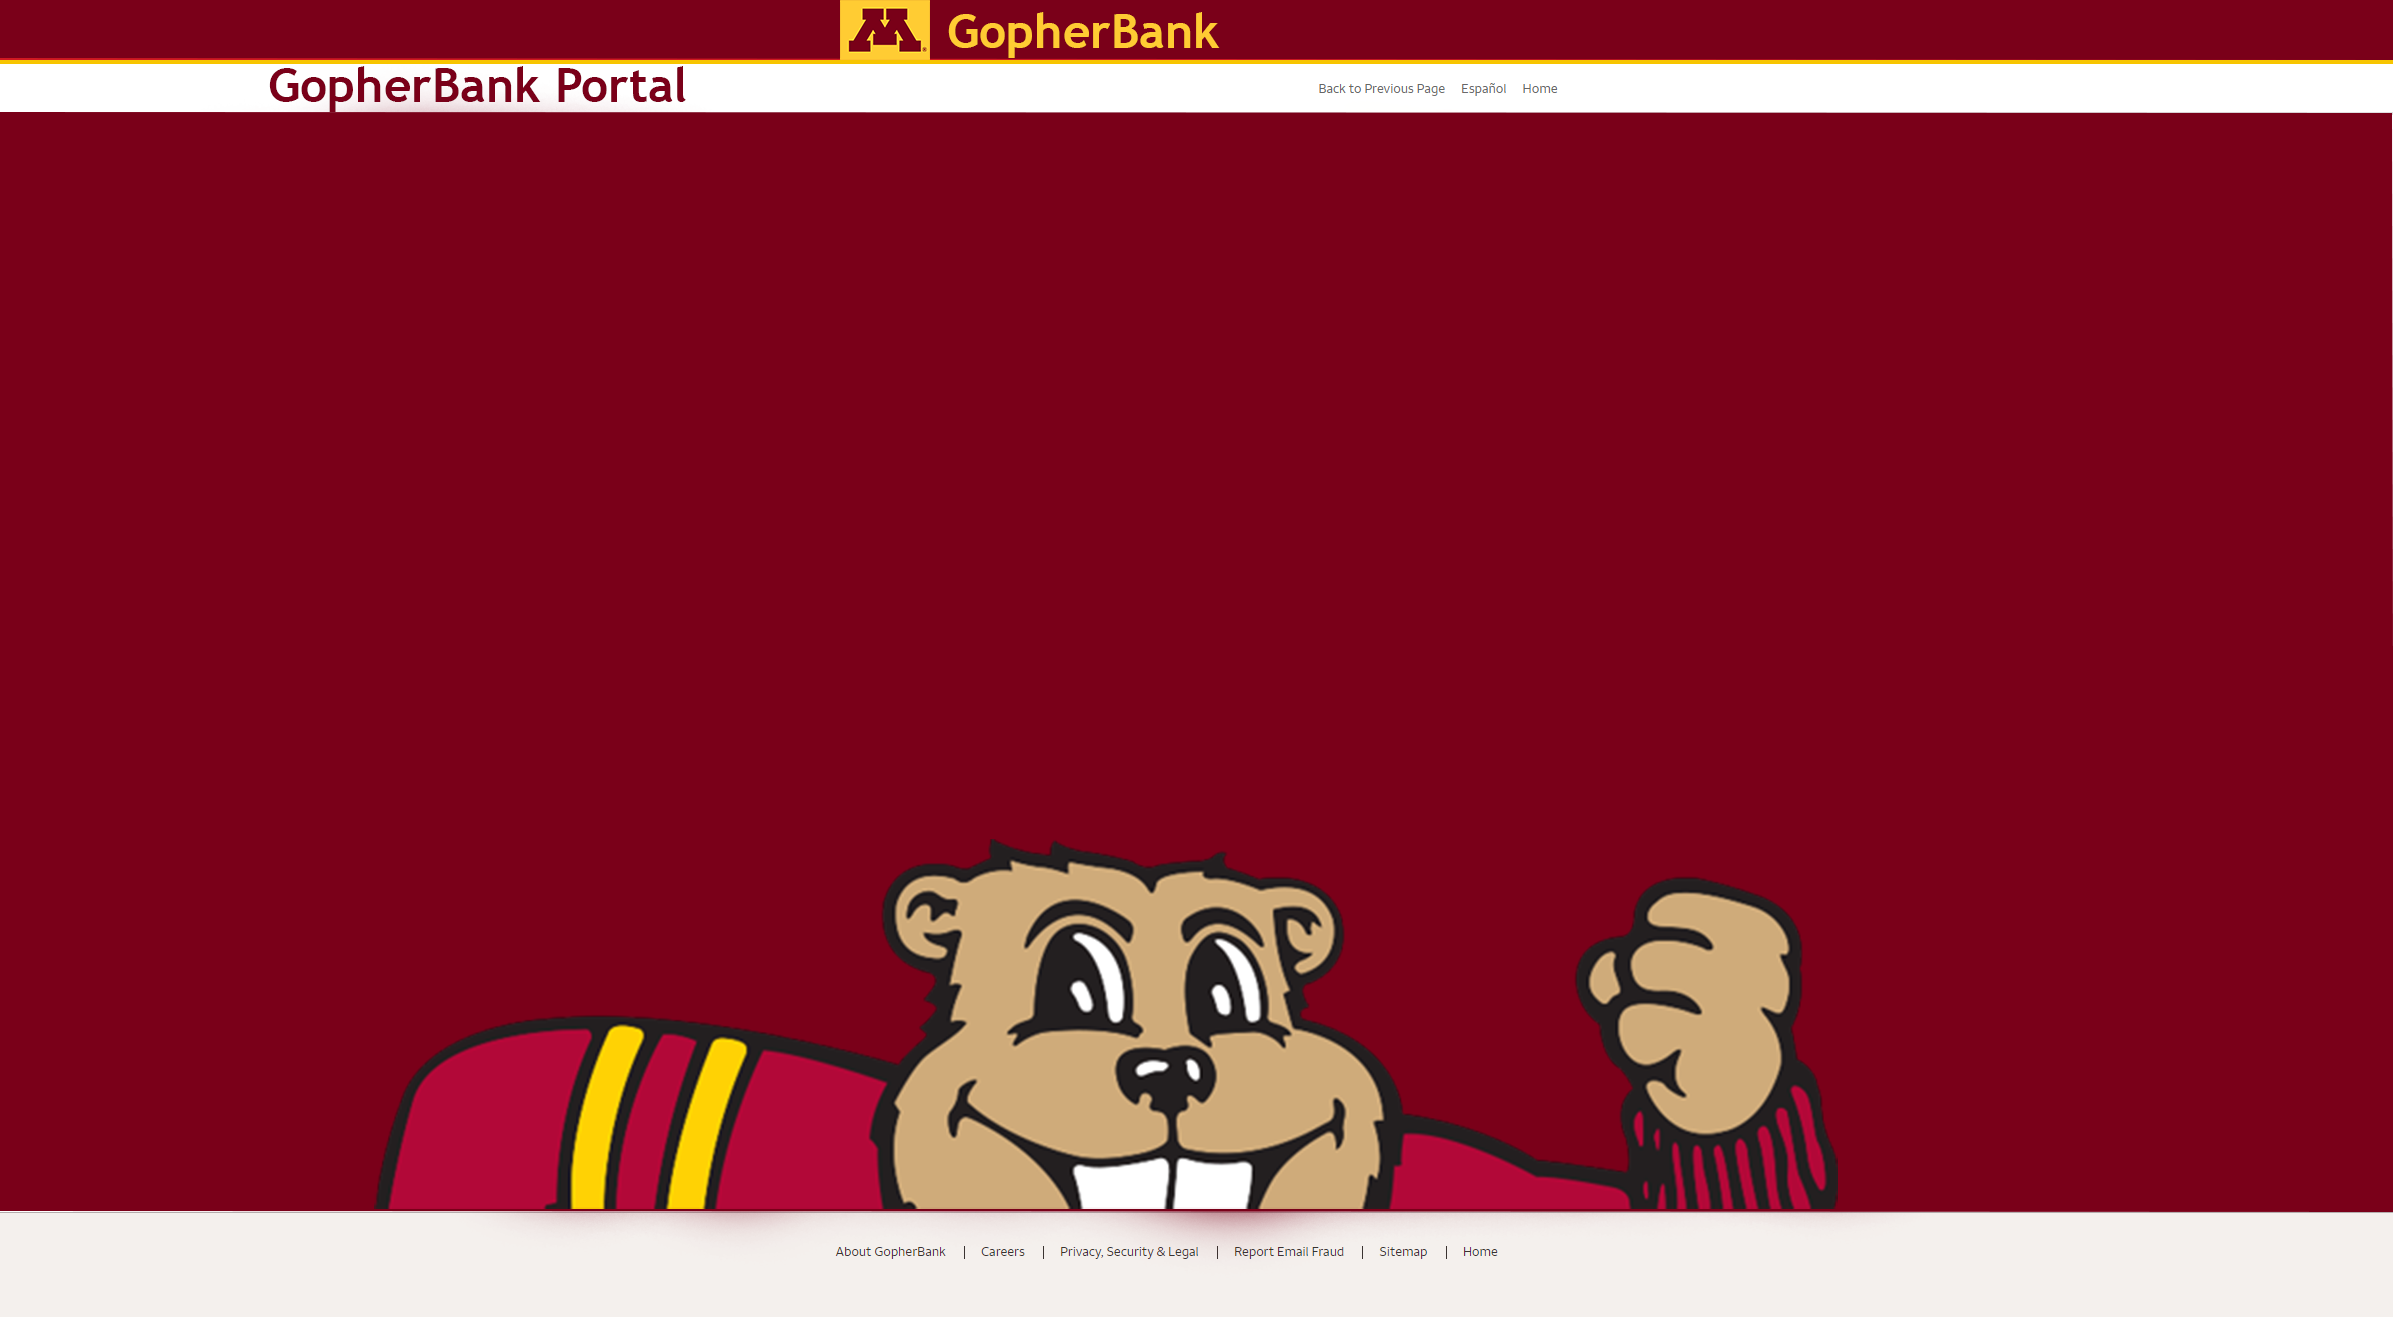 M GopherBank
GopherBank Portal
Back to Previous Page Español Home
About GopherBank | Careers | Privacy, Security & Legal | Report Email Fraud | Sitemap | Home